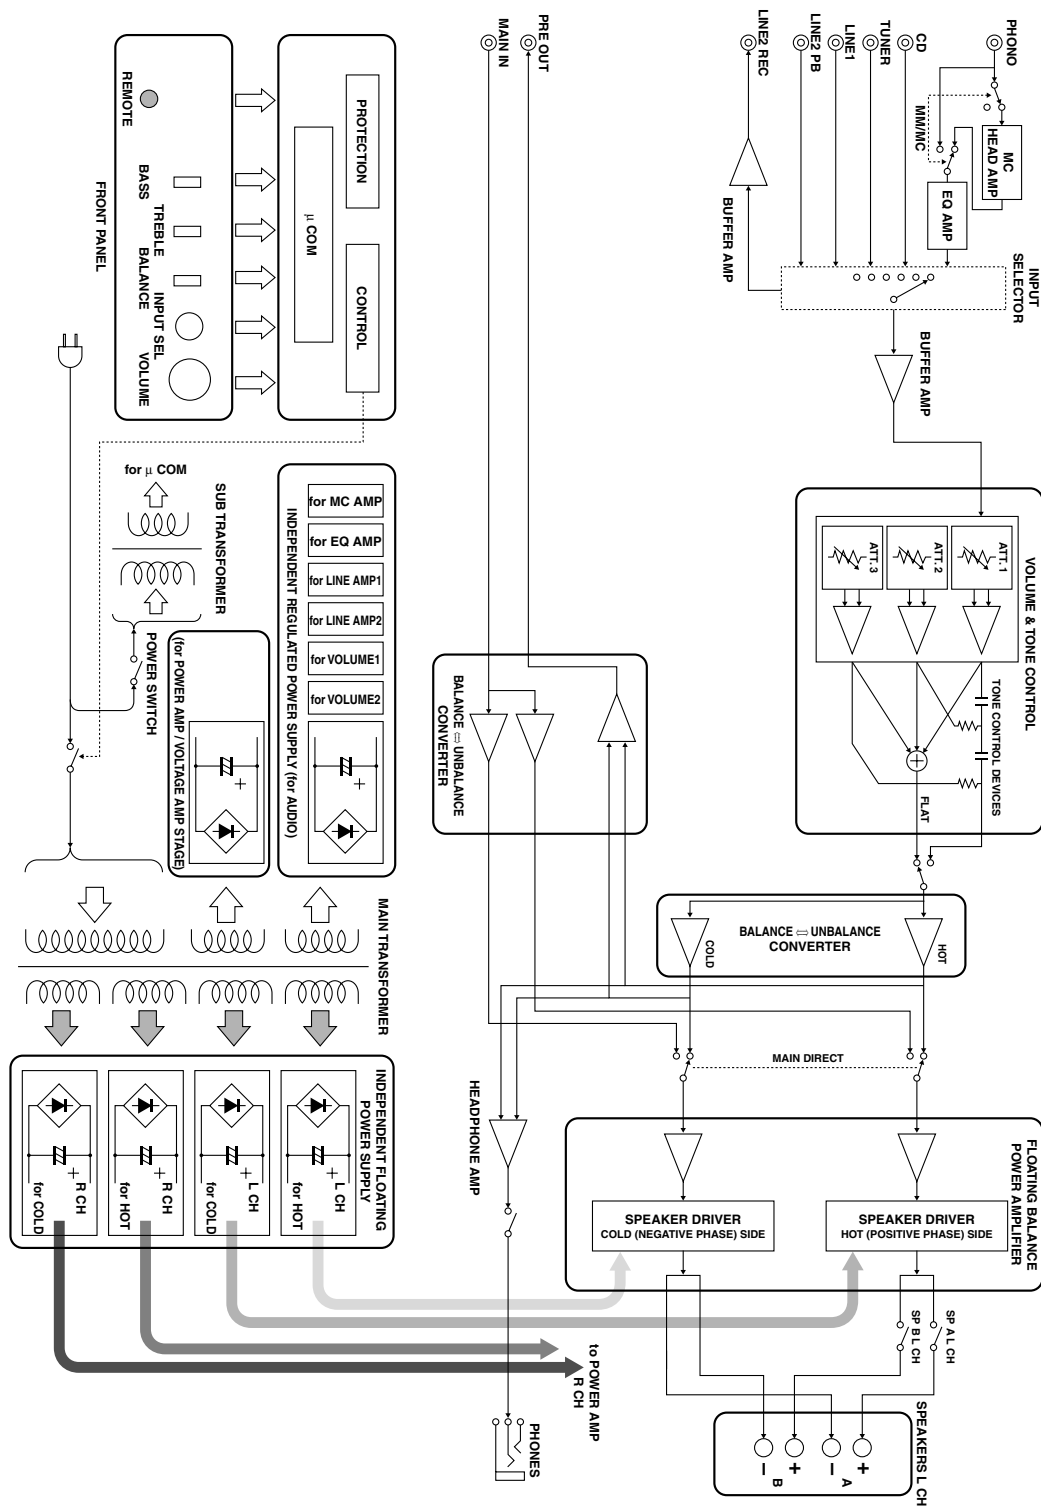 PHONO
CD
TUNER
LINE1
LINE2 PB
LINE2 REC
PRE OUT
MAIN IN
MM/MC
MC
HEAD AMP
EQ AMP
INPUT
SELECTOR
BUFFER AMP
BUFFER AMP
VOLUME & TONE CONTROL
ATT. 1
ATT. 2
ATT. 3
TONE CONTROL DEVICES
FLAT
BALANCE ⇔ UNBALANCE
CONVERTER
HOT
COLD
BALANCE ⇔ UNBALANCE
CONVERTER
MAIN DIRECT
FLOATING BALANCE
POWER AMPLIFIER
SPEAKER DRIVER
HOT (POSITIVE PHASE) SIDE
SPEAKER DRIVER
COLD (NEGATIVE PHASE) SIDE
SP A L CH
SP B L CH
SPEAKERS L CH
+
–
A
+
–
B
HEADPHONE AMP
PHONES
PROTECTION
CONTROL
μ COM
REMOTE
BASS
TREBLE
BALANCE
INPUT SEL
VOLUME
FRONT PANEL
for μ COM
SUB TRANSFORMER
POWER SWITCH
for MC AMP
for EQ AMP
for LINE AMP1
for LINE AMP2
for VOLUME1
for VOLUME2
+
INDEPENDENT REGULATED POWER SUPPLY (for AUDIO)
+
(for POWER AMP / VOLTAGE AMP STAGE)
MAIN TRANSFORMER
INDEPENDENT FLOATING
POWER SUPPLY
+
L CH
for HOT
+
L CH
for COLD
+
R CH
for HOT
+
R CH
for COLD
to POWER AMP
R CH